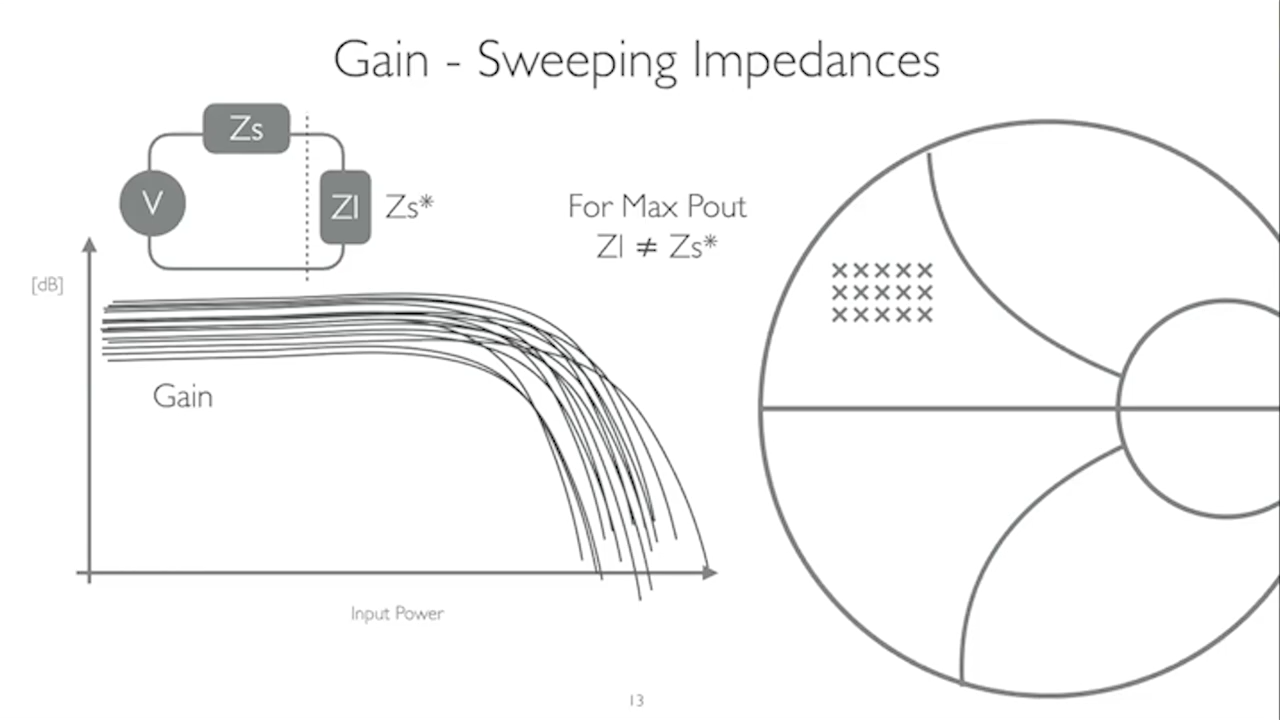 Gain - Sweeping Impedances
Zs
V
Zl
Zs*
For Max Pout
Zl ≠ Zs*
[dB]
Gain
Input Power
13